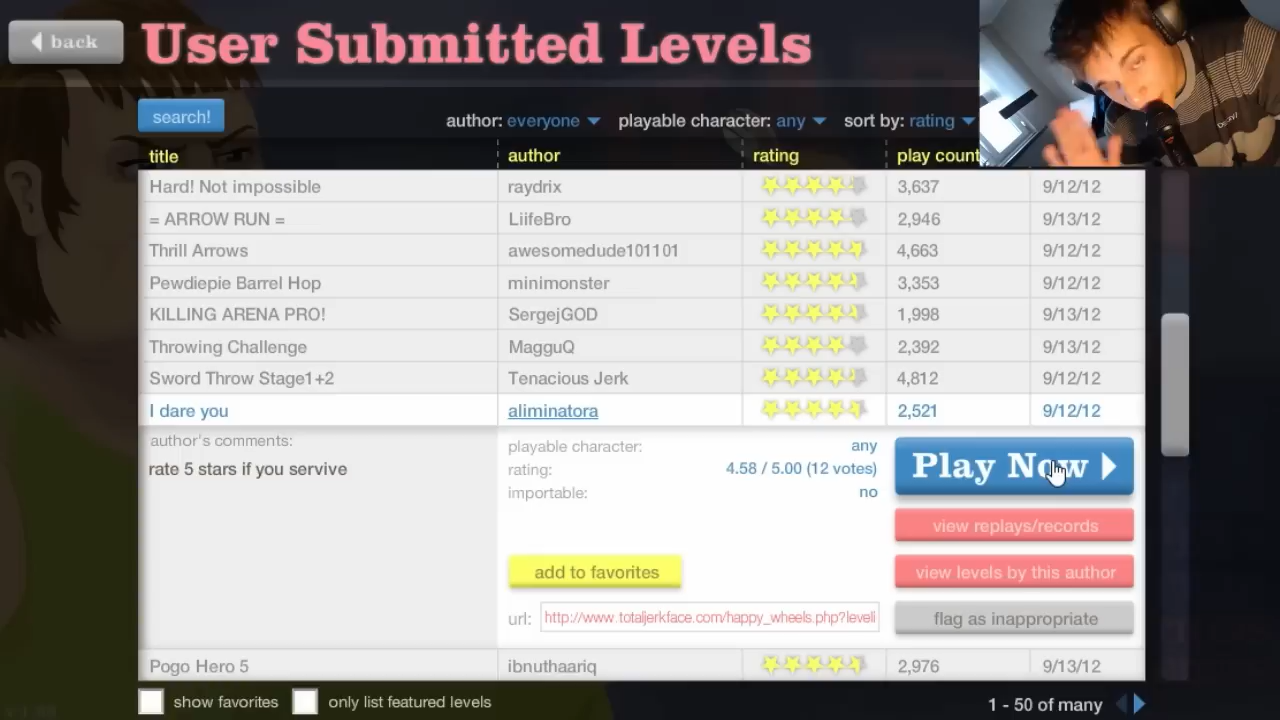 back
User Submitted Levels
search!
author: everyone playable character: any sort by: rating
title author rating play count
Hard! Not impossible raydrix 3,637 9/12/12
= ARROW RUN = LiifeBro 2,946 9/13/12
Thrill Arrows awesomedude101101 4,663 9/12/12
Pewdiepie Barrel Hop minimonster 3,353 9/12/12
KILLING ARENA PRO! SergejGOD 1,998 9/13/12
Throwing Challenge MagguQ 2,392 9/13/12
Sword Throw Stage1+2 Tenacious Jerk 4,812 9/12/12
I dare you aliminatora 2,521 9/12/12
author's comments:
rate 5 stars if you servive
playable character: any
rating: 4.58 / 5.00 (12 votes)
importable: no
Play Now
view replays/records
add to favorites
view levels by this author
url: http://www.totaljerkface.com/happy_wheels.php?leveli
flag as inappropriate
Pogo Hero 5 ibnuthaariq 2,976 9/13/12
show favorites only list featured levels 1 - 50 of many